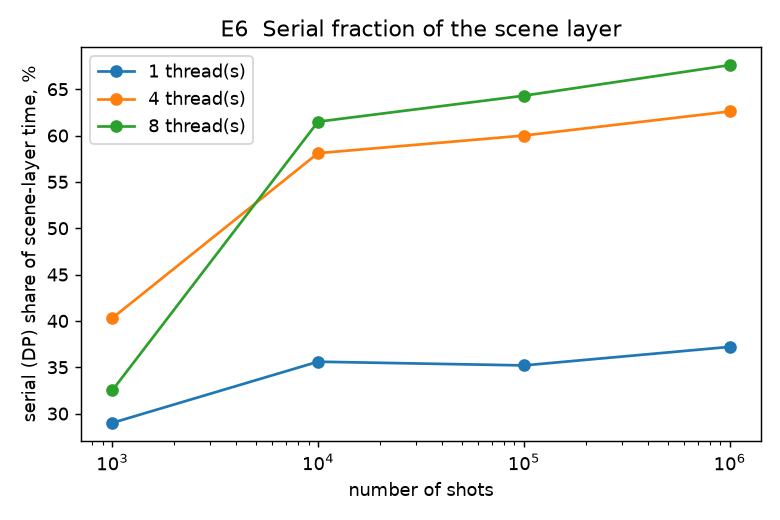 E6 Serial fraction of the scene layer
1 thread(s)
4 thread(s)
8 thread(s)
serial (DP) share of scene-layer time, %
65
60
55
50
45
40
35
30
10³ 10⁴ 10⁵ 10⁶
number of shots